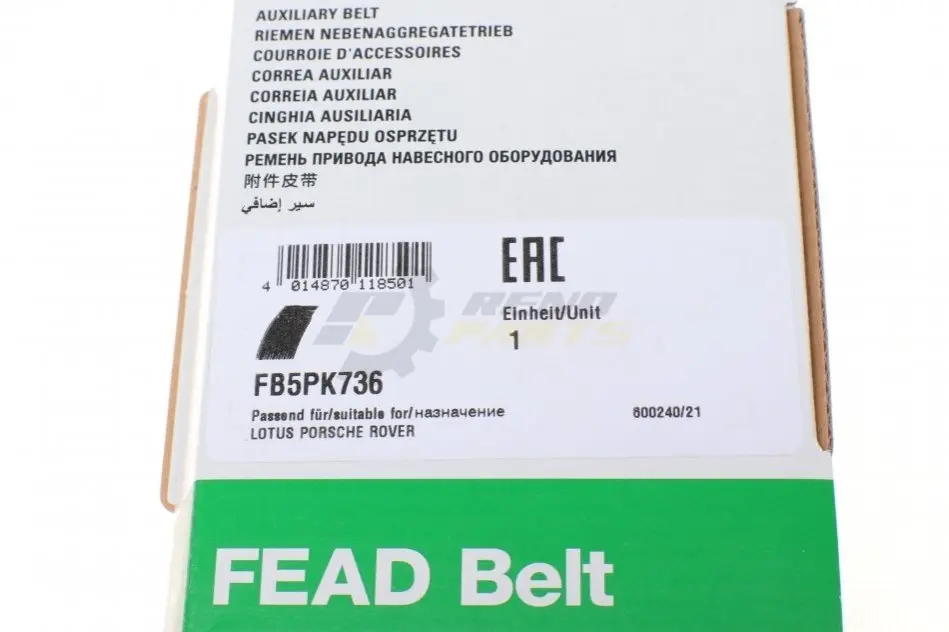 AUXILIARY BELT
RIEMEN NEBENAGGREGATETRIEB
COURROIE D'ACCESSOIRES
CORREA AUXILIAR
CORREIA AUXILIAR
CINGHIA AUSILIARIA
PASEK NAPĘDU OSPRZĘTU
РЕМЕНЬ ПРИВОДА НАВЕСНОГО ОБОРУДОВАНИЯ
附件皮带
سير إضافي
4 014870 118501
EAC
RENO
PARTS
Einheit/Unit
1
FB5PK736
Passend für/suitable for/назначение
600240/21
LOTUS PORSCHE ROVER
FEAD Belt